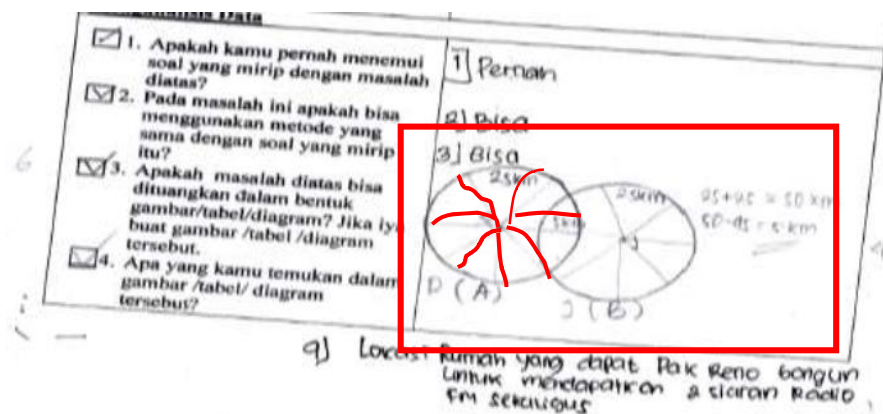 Menganalisis Data
1. Apakah kamu pernah menemui
soal yang mirip dengan masalah
diatas?
2. Pada masalah ini apakah bisa
menggunakan metode yang
sama dengan soal yang mirip
itu?
3. Apakah masalah diatas bisa
dituangkan dalam bentuk
gambar/tabel/diagram? Jika iya
buat gambar /tabel /diagram
tersebut.
4. Apa yang kamu temukan dalam
gambar /tabel/ diagram
tersebut?
1] Pernah
2] Bisa
3] Bisa
25km
25km
5km
25+25 = 50 km
50-45 = 5 km
P (A)
J (B)
4] Lokasi Rumah yang dapat Pak Reno bangun
untuk mendapatkan 2 siaran Radio
FM sekaligus